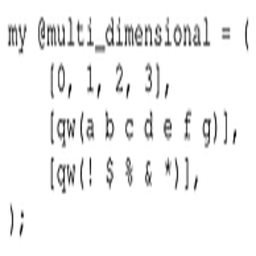 my @multi_dimensional = (
    [0, 1, 2, 3],
    [qw(a b c d e f g)],
    [qw(! $ % & *)],
);